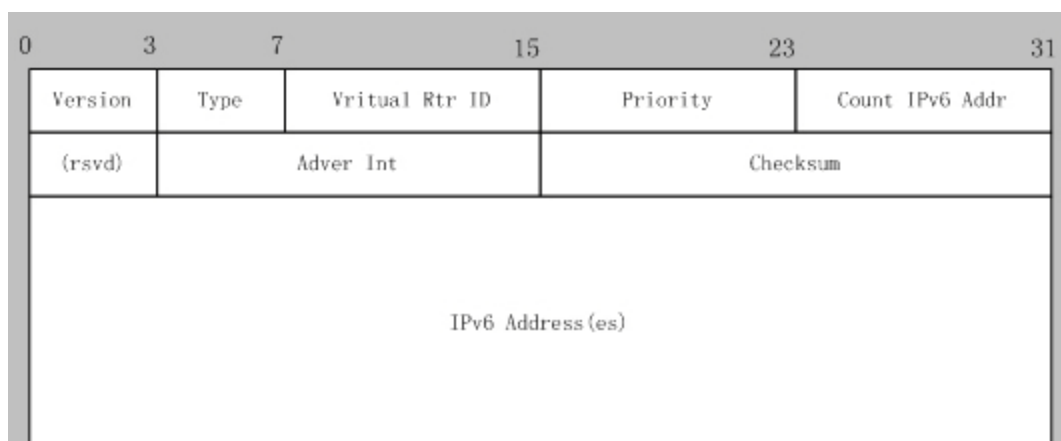 0 3 7 15 23 31
Version Type Vritual Rtr ID Priority Count IPv6 Addr
(rsvd) Adver Int Checksum
IPv6 Address(es)